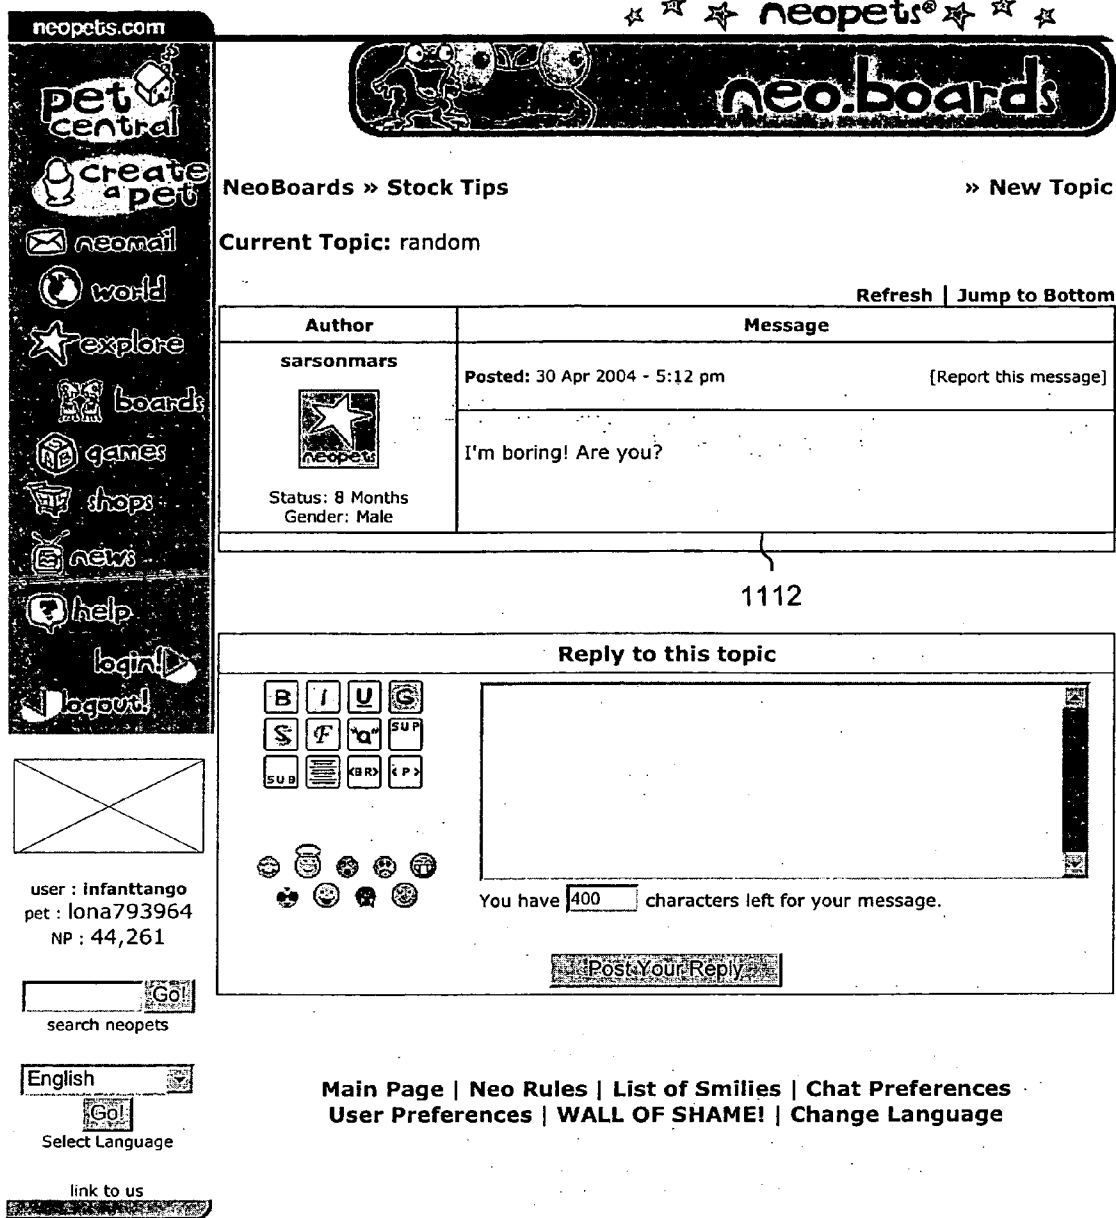 neopets.com
neopets®
pet central
neo.boards
create a pet
NeoBoards » Stock Tips
» New Topic
neomail
Current Topic: random
world
Refresh | Jump to Bottom
explore
Author
Message
sarsonmars
Posted: 30 Apr 2004 - 5:12 pm
[Report this message]
boards
neopets
I'm boring! Are you?
games
shops
Status: 8 Months
Gender: Male
news
1112
help
Reply to this topic
login!
logout!
B I U G
S F "a" SUP
SUB <BR> <P>
user : infanttango
pet : lona793964
NP : 44,261
You have 400 characters left for your message.
Post Your Reply
Go!
search neopets
English
Go!
Select Language
Main Page | Neo Rules | List of Smilies | Chat Preferences
User Preferences | WALL OF SHAME! | Change Language
link to us